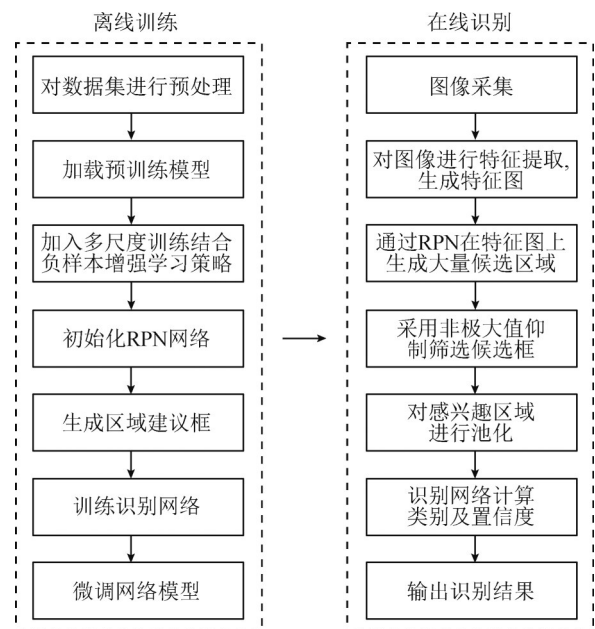 离线训练
对数据集进行预处理
加载预训练模型
加入多尺度训练结合
负样本增强学习策略
初始化RPN网络
生成区域建议框
训练识别网络
微调网络模型
在线识别
图像采集
对图像进行特征提取,
生成特征图
通过RPN在特征图上
生成大量候选区域
采用非极大值仰
制筛选候选框
对感兴趣区域
进行池化
识别网络计算
类别及置信度
输出识别结果